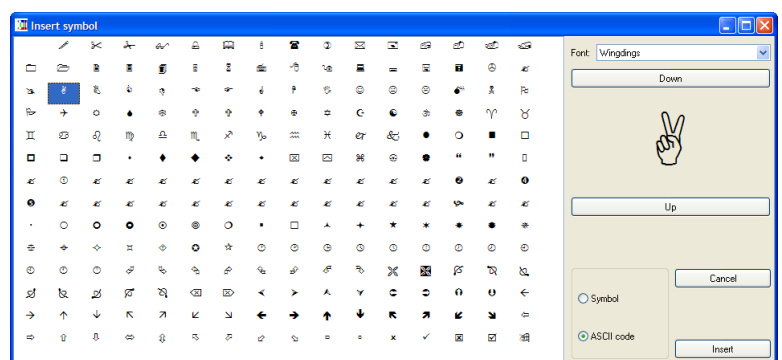 Insert symbol
Font:
Wingdings
Down
Up
Cancel
Symbol
ASCII code
Insert